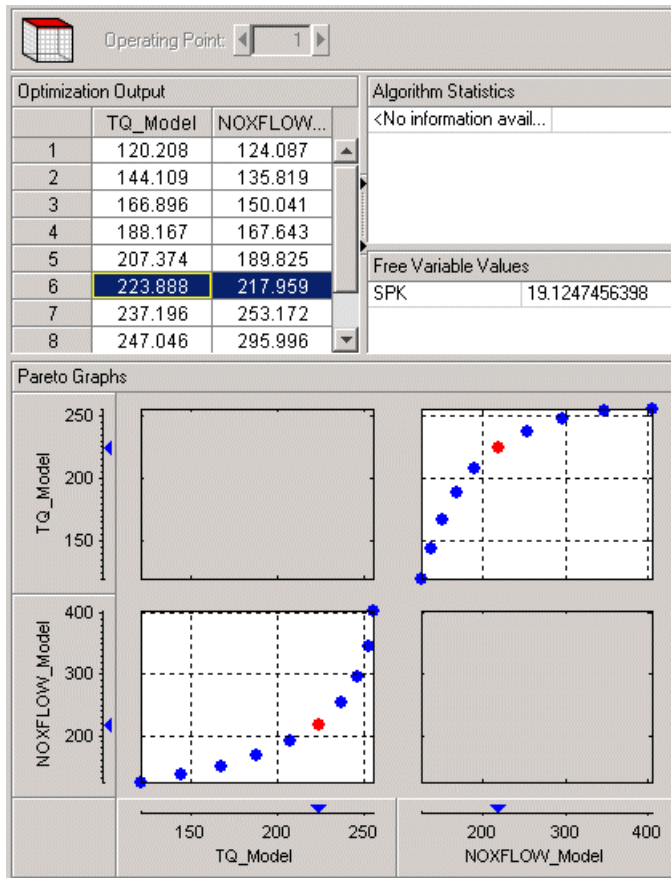 Operating Point: 1
Optimization Output
TQ_Model NOXFLOW...
1 120.208 124.087
2 144.109 135.819
3 166.896 150.041
4 188.167 167.643
5 207.374 189.825
6 223.888 217.959
7 237.196 253.172
8 247.046 295.996
Algorithm Statistics
<No information avail...
Free Variable Values
SPK 19.1247456398
Pareto Graphs
250
200
150
TQ_Model
400
300
200
NOXFLOW_Model
150 200 250
TQ_Model
200 300 400
NOXFLOW_Model